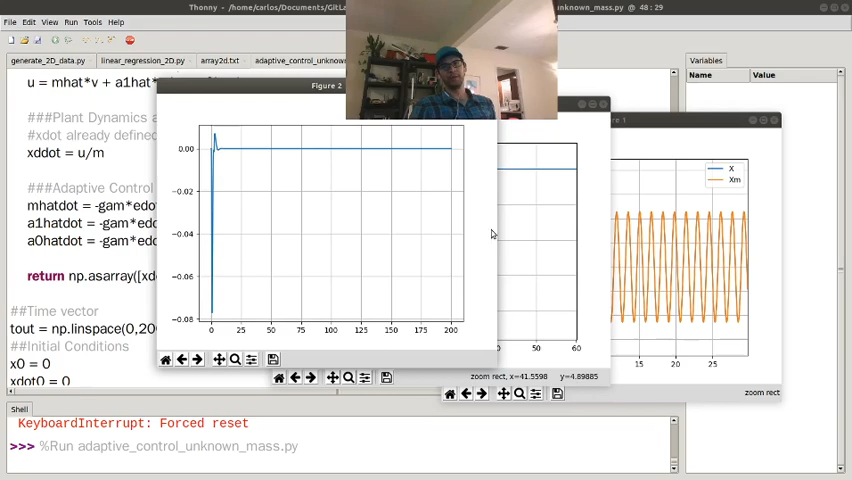 Thonny - /home/carlos/Documents/GitLa
unknown_mass.py @ 48 : 29
File Edit View Run Tools Help
generate_2D_data.py
linear_regression_2D.py
array2d.txt
adaptive_control_unknown
Variables
Name Value
u = mhat*v + a1hat*
###Plant Dynamics a
#xdot already defined
xddot = u/m
###Adaptive Control
mhatdot = -gam*edo
a1hatdot = -gam*edo
a0hatdot = -gam*edo
return np.asarray([xd
##Time vector
tout = np.linspace(0,200
##Initial Conditions
x0 = 0
xdot0 = 0
Figure 2
0.00
−0.02
−0.04
−0.06
−0.08
0 25 50 75 100 125 150 175 200
50 60
zoom rect, x=41.5598 y=4.89885
1
X
Xm
15 20 25
zoom rect
Shell
KeyboardInterrupt: Forced reset
>>> %Run adaptive_control_unknown_mass.py